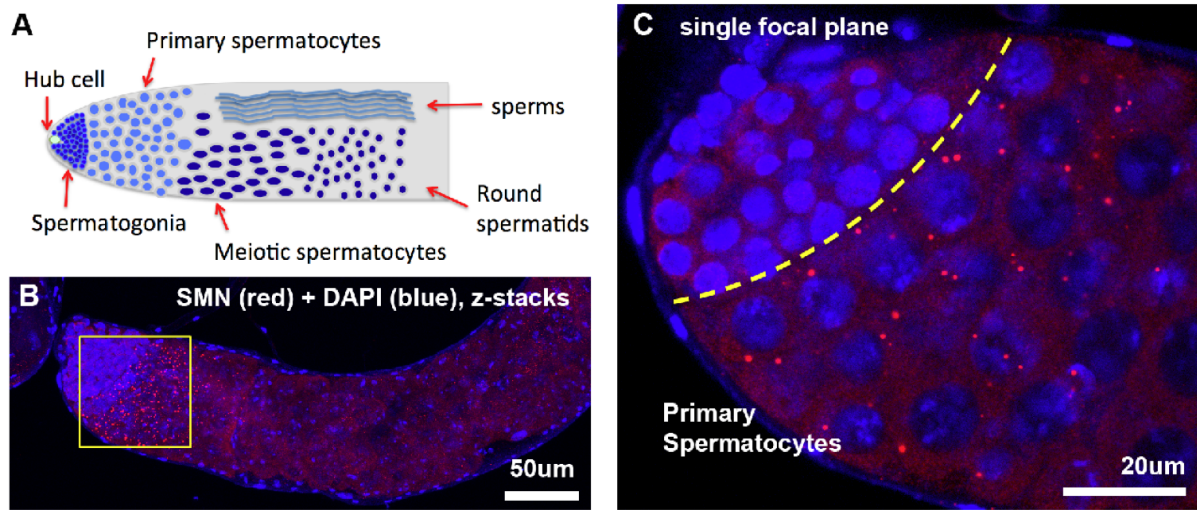 A
Primary spermatocytes
Hub cell
sperms
Spermatogonia
Round
spermatids
Meiotic spermatocytes
B
SMN (red) + DAPI (blue), z-stacks
50um
C
single focal plane
Primary
Spermatocytes
20um